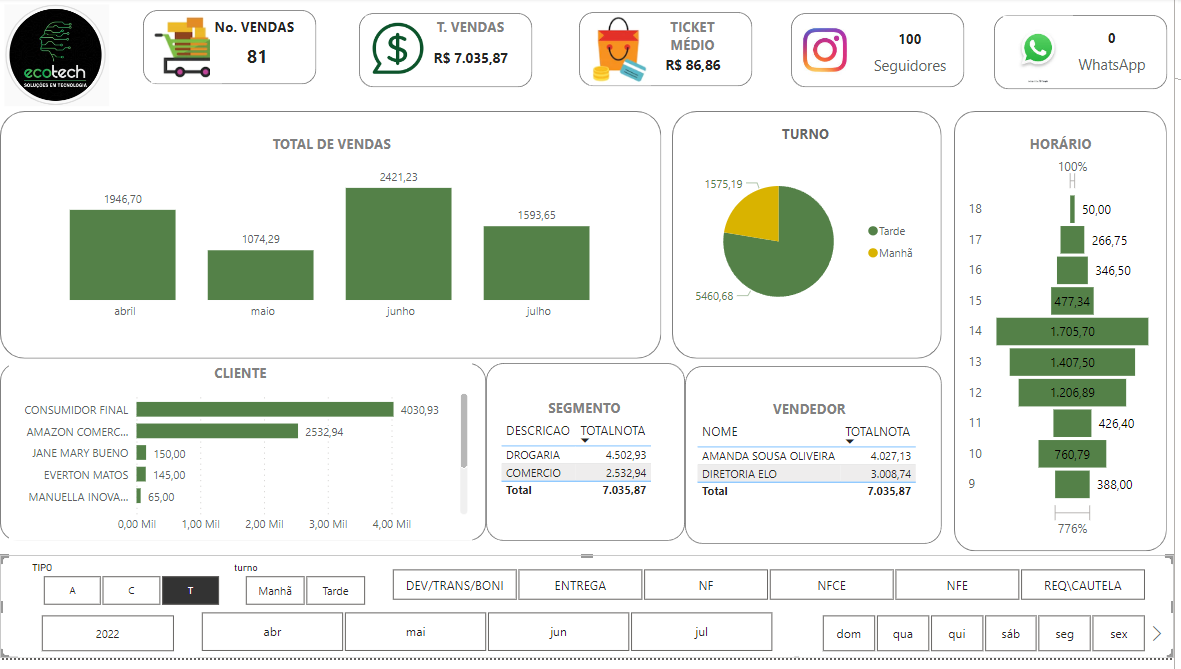 ecotech
SOLUÇÕES EM TECNOLOGIA
No. VENDAS
81
T. VENDAS
R$ 7.035,87
TICKET
MÉDIO
R$ 86,86
100
Seguidores
0
WhatsApp
TOTAL DE VENDAS
1946,70
1074,29
2421,23
1593,65
abril
maio
junho
julho
TURNO
1575,19
5460,68
Tarde
Manhã
HORÁRIO
100%
18 50,00
17 266,75
16 346,50
15 477,34
14 1.705,70
13 1.407,50
12 1.206,89
11 426,40
10 760,79
9 388,00
776%
CLIENTE
CONSUMIDOR FINAL 4030,93
AMAZON COMERC... 2532,94
JANE MARY BUENO 150,00
EVERTON MATOS 145,00
MANUELLA INOVA... 65,00
0,00 Mil 1,00 Mil 2,00 Mil 3,00 Mil 4,00 Mil
SEGMENTO
DESCRICAO TOTALNOTA
DROGARIA 4.502,93
COMERCIO 2.532,94
Total 7.035,87
VENDEDOR
NOME TOTALNOTA
AMANDA SOUSA OLIVEIRA 4.027,13
DIRETORIA ELO 3.008,74
Total 7.035,87
TIPO
A C T
turno
Manhã Tarde
DEV/TRANS/BONI ENTREGA NF NFCE NFE REQ\CAUTELA
2022
abr mai jun jul
dom qua qui sáb seg sex